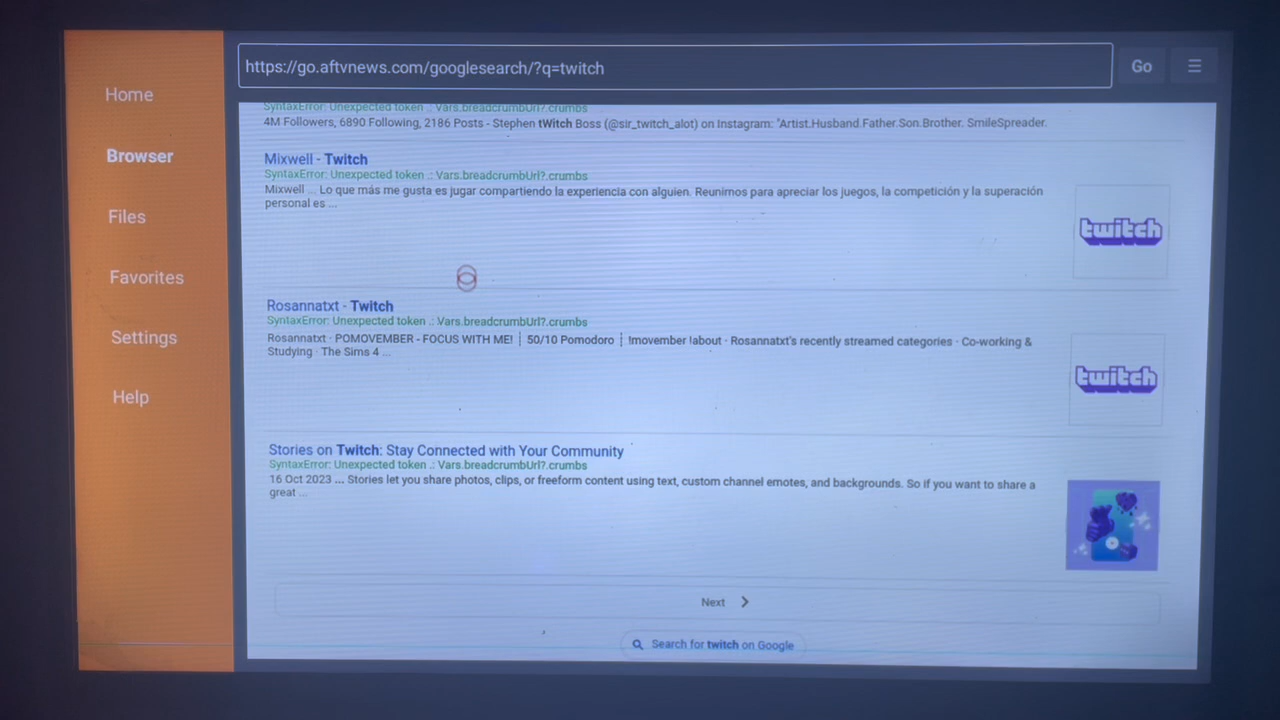 https://go.aftvnews.com/googlesearch/?q=twitch
Go
Home
Browser
Files
Favorites
Settings
Help
SyntaxError: Unexpected token .: Vars.breadcrumbUrl?.crumbs
4M Followers, 6890 Following, 2186 Posts - Stephen tWitch Boss (@sir_twitch_alot) on Instagram: "Artist.Husband.Father.Son.Brother. SmileSpreader.
Mixwell - Twitch
SyntaxError: Unexpected token .: Vars.breadcrumbUrl?.crumbs
Mixwell ... Lo que más me gusta es jugar compartiendo la experiencia con alguien. Reunirnos para apreciar los juegos, la competición y la superación
personal es ...
twitch
Rosannatxt - Twitch
SyntaxError: Unexpected token .: Vars.breadcrumbUrl?.crumbs
Rosannatxt · POMOVEMBER - FOCUS WITH ME! ┊ 50/10 Pomodoro ┊ !movember !about · Rosannatxt's recently streamed categories · Co-working &
Studying · The Sims 4 ...
twitch
Stories on Twitch: Stay Connected with Your Community
SyntaxError: Unexpected token .: Vars.breadcrumbUrl?.crumbs
16 Oct 2023 ... Stories let you share photos, clips, or freeform content using text, custom channel emotes, and backgrounds. So if you want to share a
great ...
Next
Search for twitch on Google